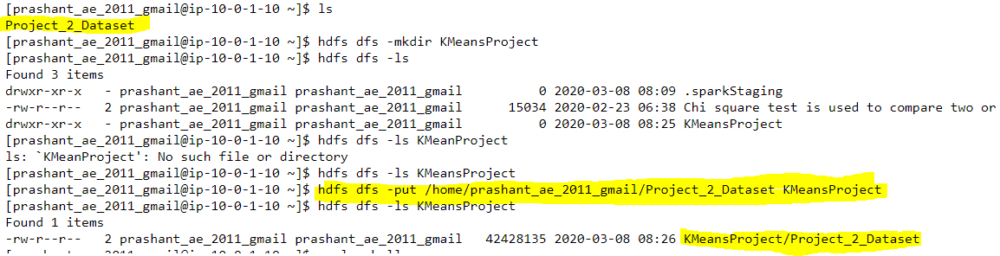 [prashant_ae_2011_gmail@ip-10-0-1-10 ~]$ ls
Project_2_Dataset
[prashant_ae_2011_gmail@ip-10-0-1-10 ~]$ hdfs dfs -mkdir KMeansProject
[prashant_ae_2011_gmail@ip-10-0-1-10 ~]$ hdfs dfs -ls
Found 3 items
drwxr-xr-x   - prashant_ae_2011_gmail prashant_ae_2011_gmail          0 2020-03-08 08:09 .sparkStaging
-rw-r--r--   2 prashant_ae_2011_gmail prashant_ae_2011_gmail      15034 2020-02-23 06:38 Chi square test is used to compare two or
drwxr-xr-x   - prashant_ae_2011_gmail prashant_ae_2011_gmail          0 2020-03-08 08:25 KMeansProject
[prashant_ae_2011_gmail@ip-10-0-1-10 ~]$ hdfs dfs -ls KMeanProject
ls: `KMeanProject': No such file or directory
[prashant_ae_2011_gmail@ip-10-0-1-10 ~]$ hdfs dfs -ls KMeansProject
[prashant_ae_2011_gmail@ip-10-0-1-10 ~]$ hdfs dfs -put /home/prashant_ae_2011_gmail/Project_2_Dataset KMeansProject
[prashant_ae_2011_gmail@ip-10-0-1-10 ~]$ hdfs dfs -ls KMeansProject
Found 1 items
-rw-r--r--   2 prashant_ae_2011_gmail prashant_ae_2011_gmail   42428135 2020-03-08 08:26 KMeansProject/Project_2_Dataset